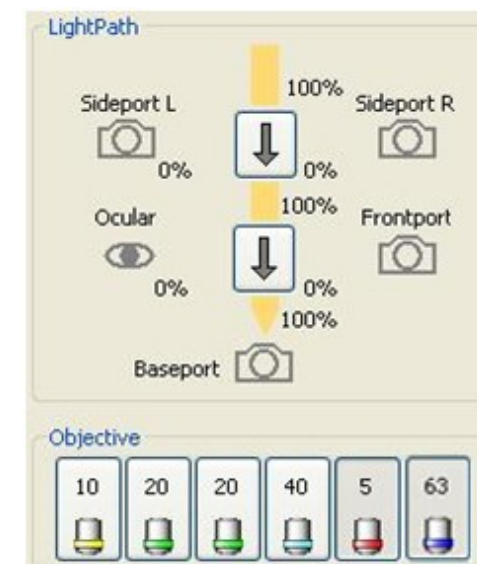 LightPath
100%
Sideport L
Sideport R
0%
0%
100%
Ocular
Frontport
0%
0%
100%
Baseport
Objective
10 20 20 40 5 63